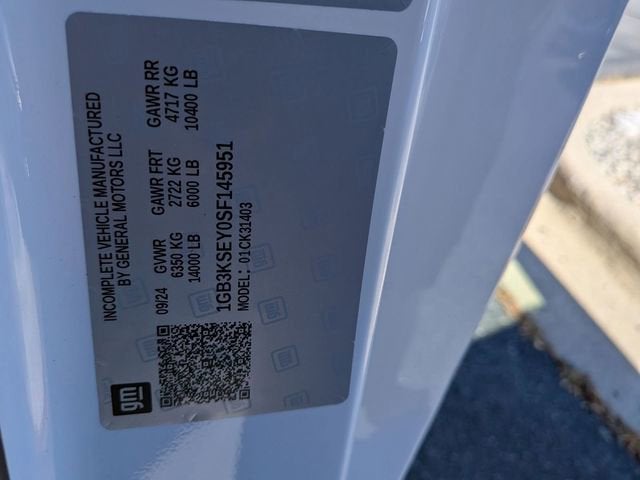 INCOMPLETE VEHICLE MANUFACTURED
BY GENERAL MOTORS LLC
09/24 GVWR GAWR FRT GAWR RR
6350 KG 2722 KG 4717 KG
14000 LB 6000 LB 10400 LB
1GB3KSEY0SF145951
MODEL: 01CK31403
gm